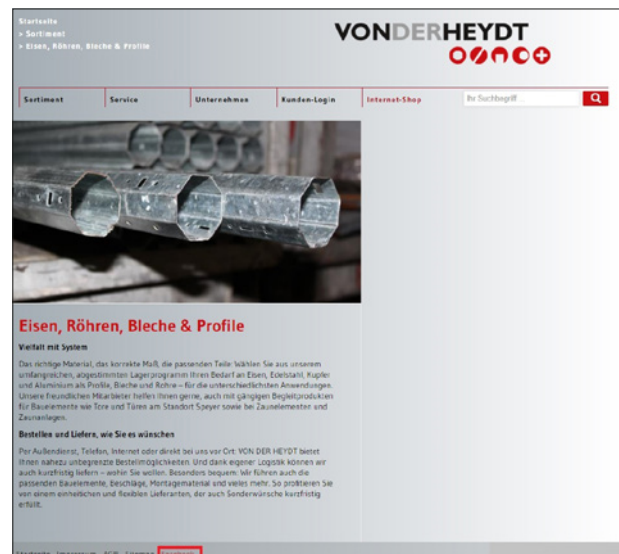 Startseite
> Sortiment
> Eisen, Röhren, Bleche & Profile
VONDERHEYDT
Sortiment
Service
Unternehmen
Kunden-Login
Internet-Shop
Ihr Suchbegriff ...
Eisen, Röhren, Bleche & Profile
Vielfalt mit System
Das richtige Material, das korrekte Maß, die passenden Teile: Wählen Sie aus unserem
umfangreichen, abgestimmten Lagerprogramm Ihren Bedarf an Eisen, Edelstahl, Kupfer
und Aluminium als Profile, Bleche und Rohre – für die unterschiedlichsten Anwendungen.
Unsere freundlichen Mitarbeiter helfen Ihnen gerne, auch mit gängigen Begleitprodukten
für Bauelemente wie Tore und Türen am Standort Speyer sowie bei Zaunelementen und
Zaunanlagen.
Bestellen und Liefern, wie Sie es wünschen
Per Außendienst, Telefon, Internet oder direkt bei uns vor Ort: VON DER HEYDT bietet
Ihnen nahezu unbegrenzte Bestellmöglichkeiten. Und dank eigener Logistik können wir
auch kurzfristig liefern – wohin Sie wollen. Besonders bequem: Wir führen auch die
passenden Bauelemente, Beschläge, Montagematerial und vieles mehr. So profitieren Sie
von einem einheitlichen und flexiblen Lieferanten, der auch Sonderwünsche kurzfristig
erfüllt.
Startseite Impressum AGB Sitemap